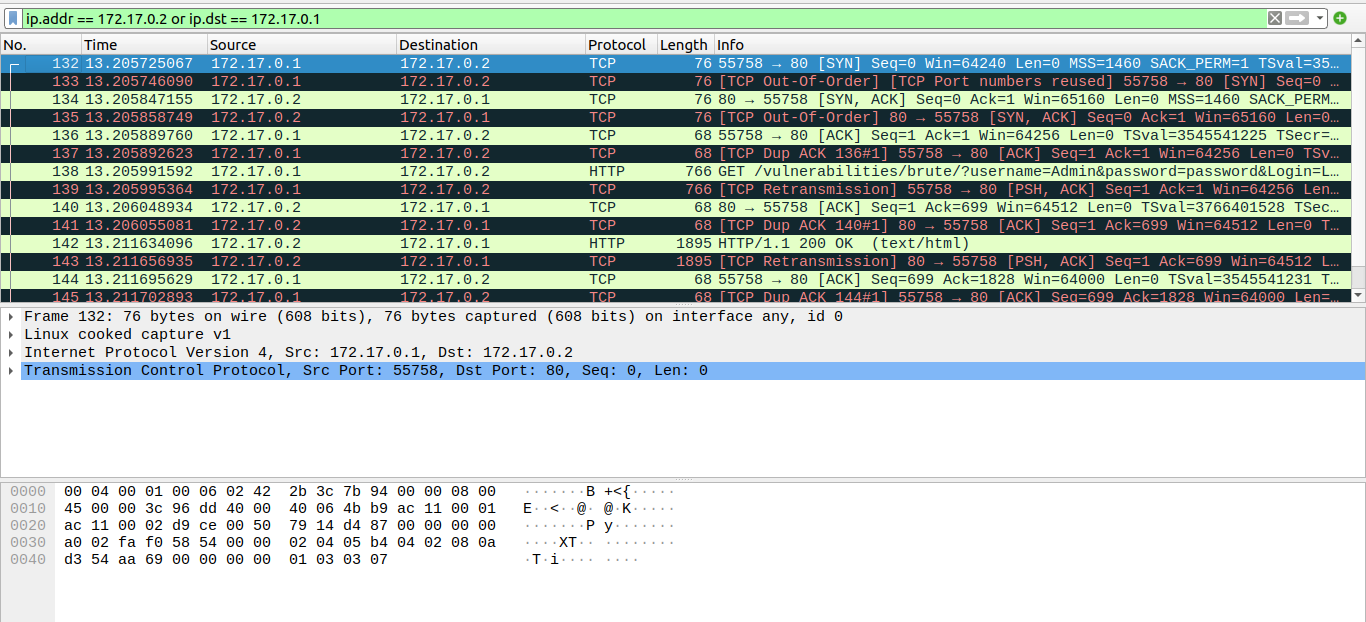 ip.addr == 172.17.0.2 or ip.dst == 172.17.0.1
No. Time Source Destination Protocol Length Info
132 13.205725067 172.17.0.1 172.17.0.2 TCP 76 55758 → 80 [SYN] Seq=0 Win=64240 Len=0 MSS=1460 SACK_PERM=1 TSval=35…
133 13.205746090 172.17.0.1 172.17.0.2 TCP 76 [TCP Out-Of-Order] [TCP Port numbers reused] 55758 → 80 [SYN] Seq=0 …
134 13.205847155 172.17.0.2 172.17.0.1 TCP 76 80 → 55758 [SYN, ACK] Seq=0 Ack=1 Win=65160 Len=0 MSS=1460 SACK_PERM…
135 13.205858749 172.17.0.2 172.17.0.1 TCP 76 [TCP Out-Of-Order] 80 → 55758 [SYN, ACK] Seq=0 Ack=1 Win=65160 Len=0…
136 13.205889760 172.17.0.1 172.17.0.2 TCP 68 55758 → 80 [ACK] Seq=1 Ack=1 Win=64256 Len=0 TSval=3545541225 TSecr=…
137 13.205892623 172.17.0.1 172.17.0.2 TCP 68 [TCP Dup ACK 136#1] 55758 → 80 [ACK] Seq=1 Ack=1 Win=64256 Len=0 TSv…
138 13.205991592 172.17.0.1 172.17.0.2 HTTP 766 GET /vulnerabilities/brute/?username=Admin&password=password&Login=L…
139 13.205995364 172.17.0.1 172.17.0.2 TCP 766 [TCP Retransmission] 55758 → 80 [PSH, ACK] Seq=1 Ack=1 Win=64256 Len…
140 13.206048934 172.17.0.2 172.17.0.1 TCP 68 80 → 55758 [ACK] Seq=1 Ack=699 Win=64512 Len=0 TSval=3766401528 TSec…
141 13.206055081 172.17.0.2 172.17.0.1 TCP 68 [TCP Dup ACK 140#1] 80 → 55758 [ACK] Seq=1 Ack=699 Win=64512 Len=0 T…
142 13.211634096 172.17.0.2 172.17.0.1 HTTP 1895 HTTP/1.1 200 OK (text/html)
143 13.211656935 172.17.0.2 172.17.0.1 TCP 1895 [TCP Retransmission] 80 → 55758 [PSH, ACK] Seq=1 Ack=699 Win=64512 L…
144 13.211695629 172.17.0.1 172.17.0.2 TCP 68 55758 → 80 [ACK] Seq=699 Ack=1828 Win=64000 Len=0 TSval=3545541231 T…
145 13.211702893 172.17.0.1 172.17.0.2 TCP 68 [TCP Dup ACK 144#1] 55758 → 80 [ACK] Seq=699 Ack=1828 Win=64000 Len=…
Frame 132: 76 bytes on wire (608 bits), 76 bytes captured (608 bits) on interface any, id 0
Linux cooked capture v1
Internet Protocol Version 4, Src: 172.17.0.1, Dst: 172.17.0.2
Transmission Control Protocol, Src Port: 55758, Dst Port: 80, Seq: 0, Len: 0
0000 00 04 00 01 00 06 02 42 2b 3c 7b 94 00 00 08 00 ·······B +<{·····
0010 45 00 00 3c 96 dd 40 00 40 06 4b b9 ac 11 00 01 E··<··@· @·K·····
0020 ac 11 00 02 d9 ce 00 50 79 14 d4 87 00 00 00 00 ·······P y·······
0030 a0 02 fa f0 58 54 00 00 02 04 05 b4 04 02 08 0a ····XT·· ········
0040 d3 54 aa 69 00 00 00 00 01 03 03 07 ·T·i···· ····